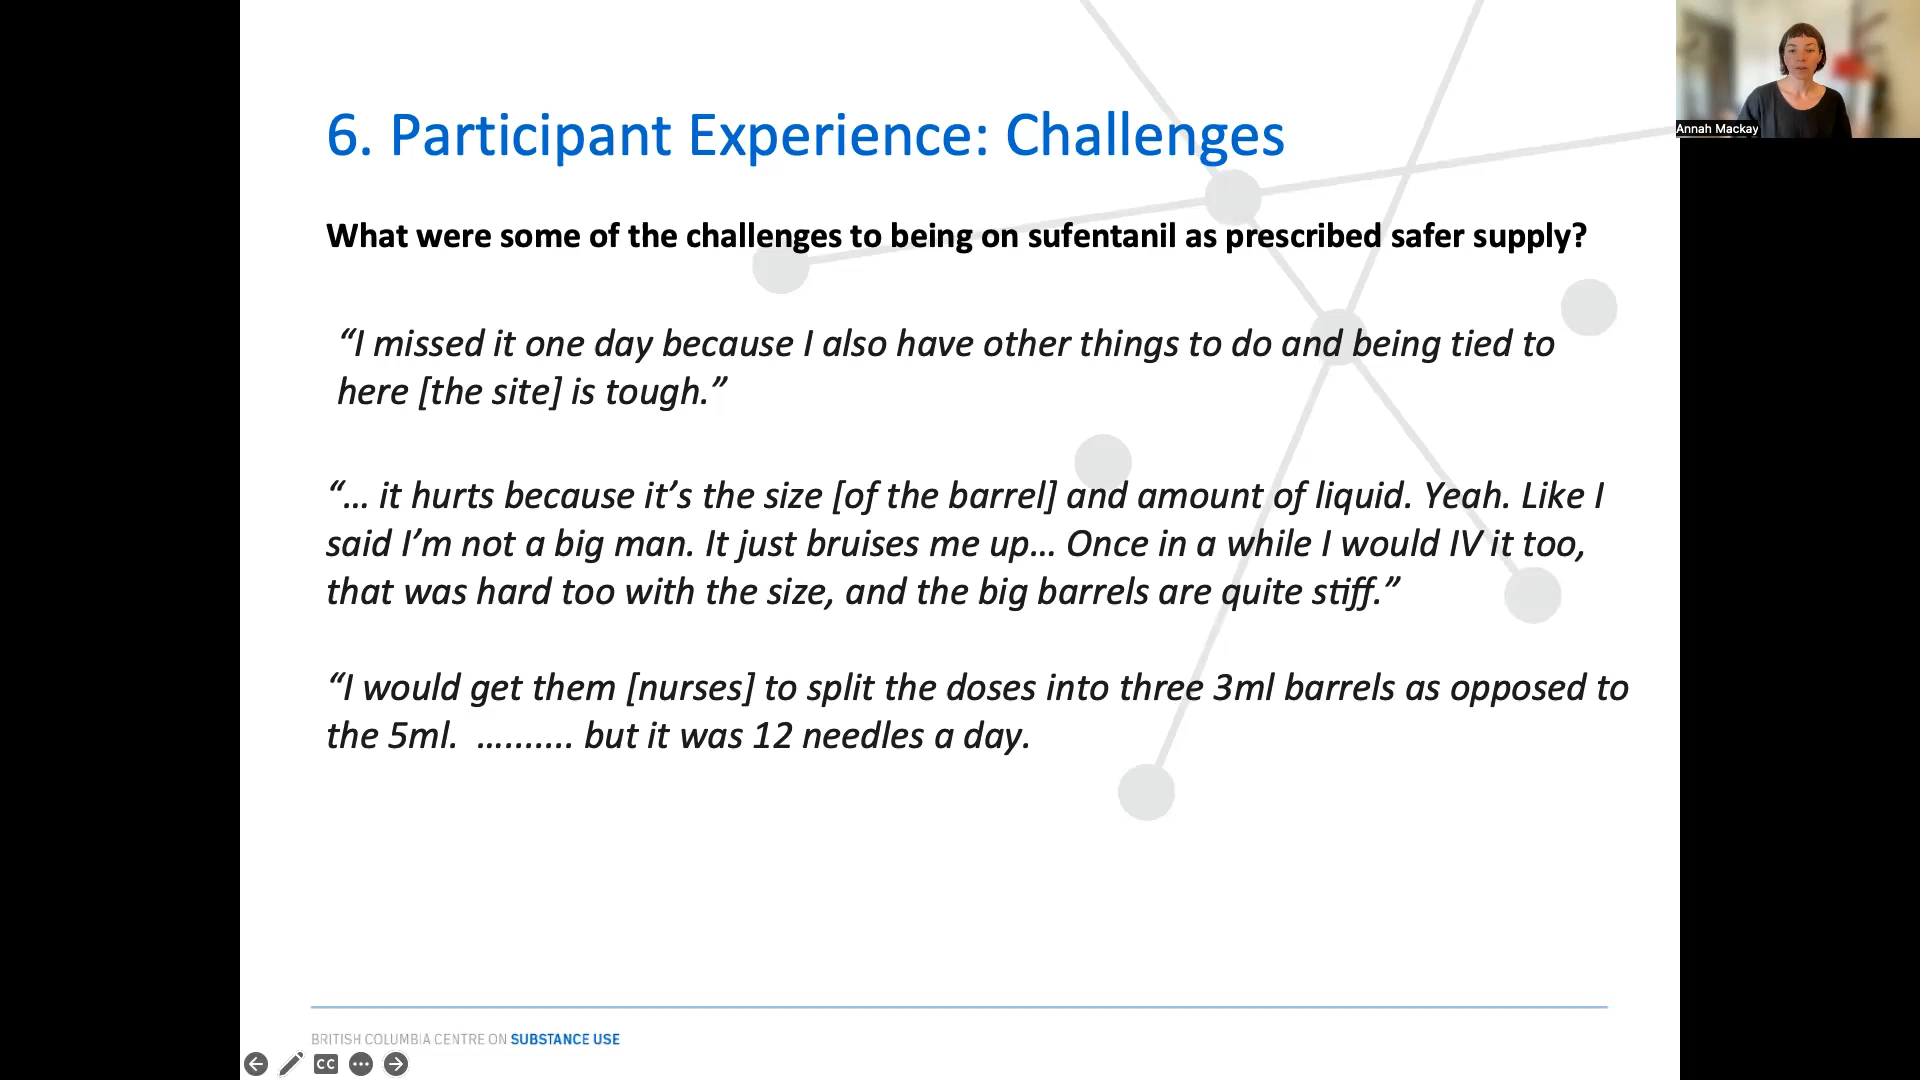 6. Participant Experience: Challenges
Annah Mackay
What were some of the challenges to being on sufentanil as prescribed safer supply?
“I missed it one day because I also have other things to do and being tied to
here [the site] is tough.”
“… it hurts because it’s the size [of the barrel] and amount of liquid. Yeah. Like I
said I’m not a big man. It just bruises me up… Once in a while I would IV it too,
that was hard too with the size, and the big barrels are quite stiff.”
“I would get them [nurses] to split the doses into three 3ml barrels as opposed to
the 5ml.  …....... but it was 12 needles a day.
BRITISH COLUMBIA CENTRE ON SUBSTANCE USE
CC